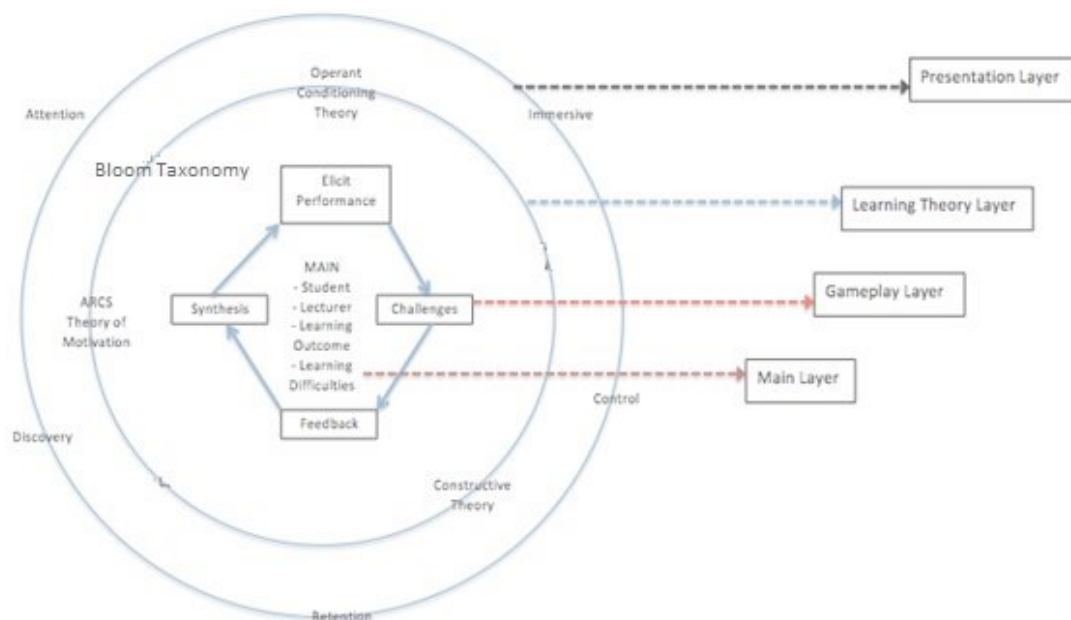 Operant
Conditioning
Theory
Presentation Layer
Attention
Immersive
Bloom Taxonomy
Elicit
Performance
Learning Theory Layer
MAIN
- Student
- Lecturer
- Learning
Outcome
- Learning
Difficulties
ARCS
Theory of
Motivation
Synthesis
Challenges
Gameplay Layer
Main Layer
Control
Feedback
Discovery
Constructive
Theory
Retention